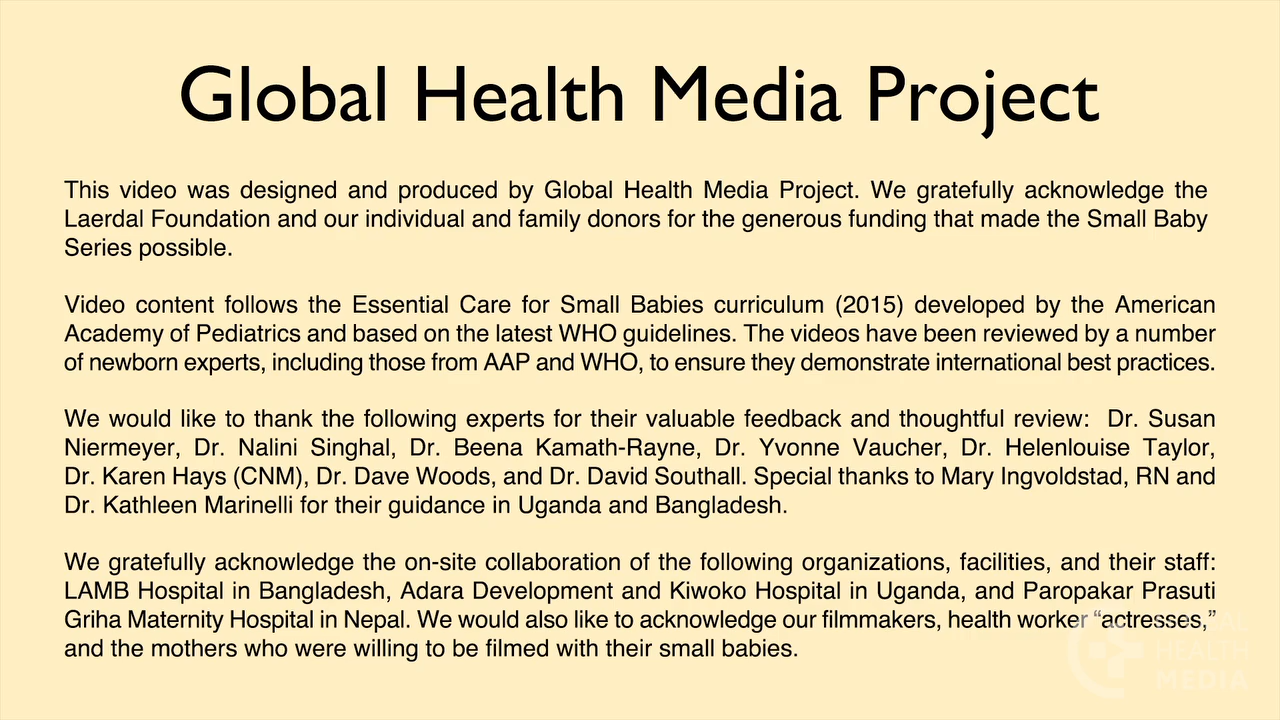 Global Health Media Project
This video was designed and produced by Global Health Media Project. We gratefully acknowledge the
Laerdal Foundation and our individual and family donors for the generous funding that made the Small Baby
Series possible.
Video content follows the Essential Care for Small Babies curriculum (2015) developed by the American
Academy of Pediatrics and based on the latest WHO guidelines. The videos have been reviewed by a number
of newborn experts, including those from AAP and WHO, to ensure they demonstrate international best practices.
We would like to thank the following experts for their valuable feedback and thoughtful review:  Dr. Susan
Niermeyer, Dr. Nalini Singhal, Dr. Beena Kamath-Rayne, Dr. Yvonne Vaucher, Dr. Helenlouise Taylor,
Dr. Karen Hays (CNM), Dr. Dave Woods, and Dr. David Southall. Special thanks to Mary Ingvoldstad, RN and
Dr. Kathleen Marinelli for their guidance in Uganda and Bangladesh.
We gratefully acknowledge the on-site collaboration of the following organizations, facilities, and their staff:
LAMB Hospital in Bangladesh, Adara Development and Kiwoko Hospital in Uganda, and Paropakar Prasuti
Griha Maternity Hospital in Nepal. We would also like to acknowledge our filmmakers, health worker “actresses,”
and the mothers who were willing to be filmed with their small babies.
GLOBAL
HEALTH
MEDIA